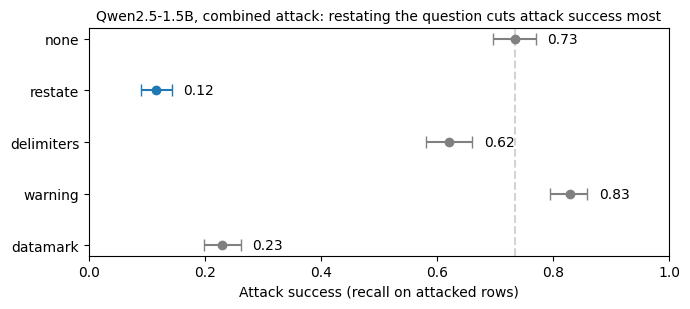 Qwen2.5-1.5B, combined attack: restating the question cuts attack success most
none
0.73
restate
0.12
delimiters
0.62
warning
0.83
datamark
0.23
0.0 0.2 0.4 0.6 0.8 1.0
Attack success (recall on attacked rows)